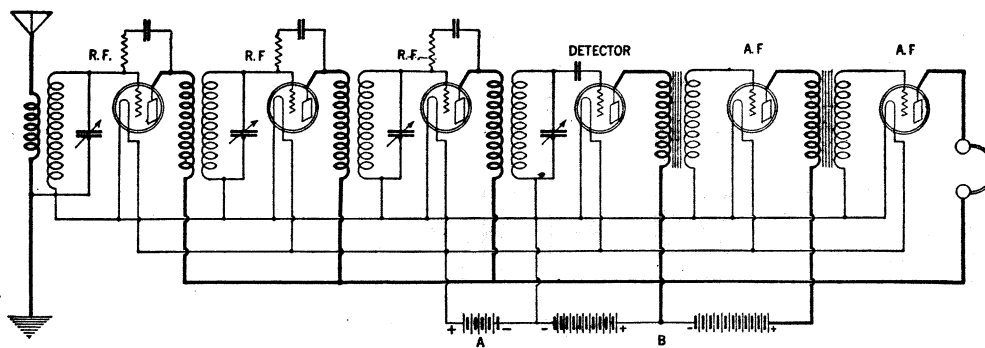 R.F.
R.F
R.F.
DETECTOR
A.F
A.F
+ A - - + B - +